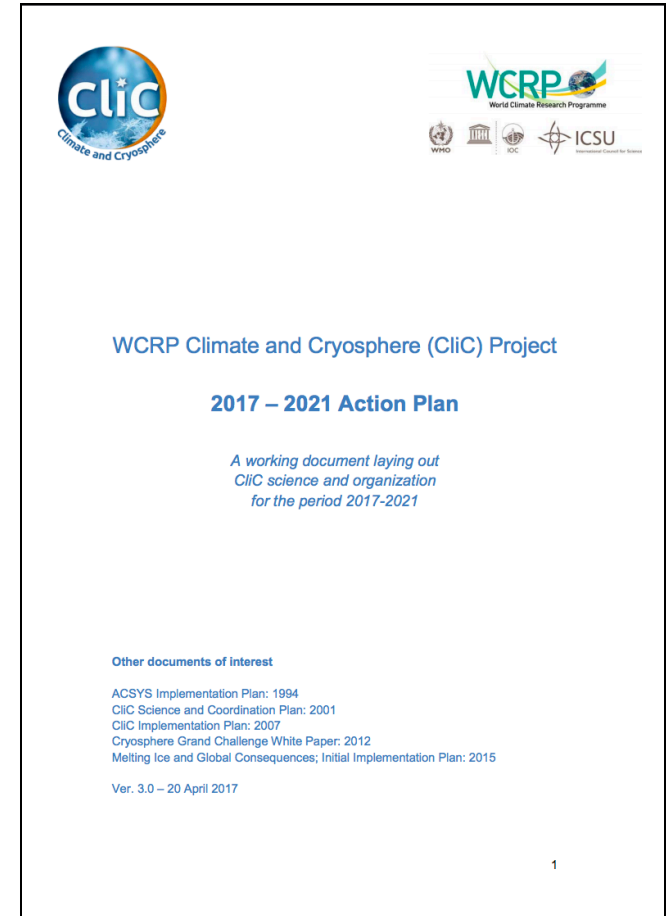 CliC
Climate and Cryosphere
WCRP
World Climate Research Programme
WMO
IOC
ICSU
International Council for Science
WCRP Climate and Cryosphere (CliC) Project
2017 – 2021 Action Plan
A working document laying out
CliC science and organization
for the period 2017-2021
Other documents of interest
ACSYS Implementation Plan: 1994
CliC Science and Coordination Plan: 2001
CliC Implementation Plan: 2007
Cryosphere Grand Challenge White Paper: 2012
Melting Ice and Global Consequences; Initial Implementation Plan: 2015
Ver. 3.0 – 20 April 2017
1